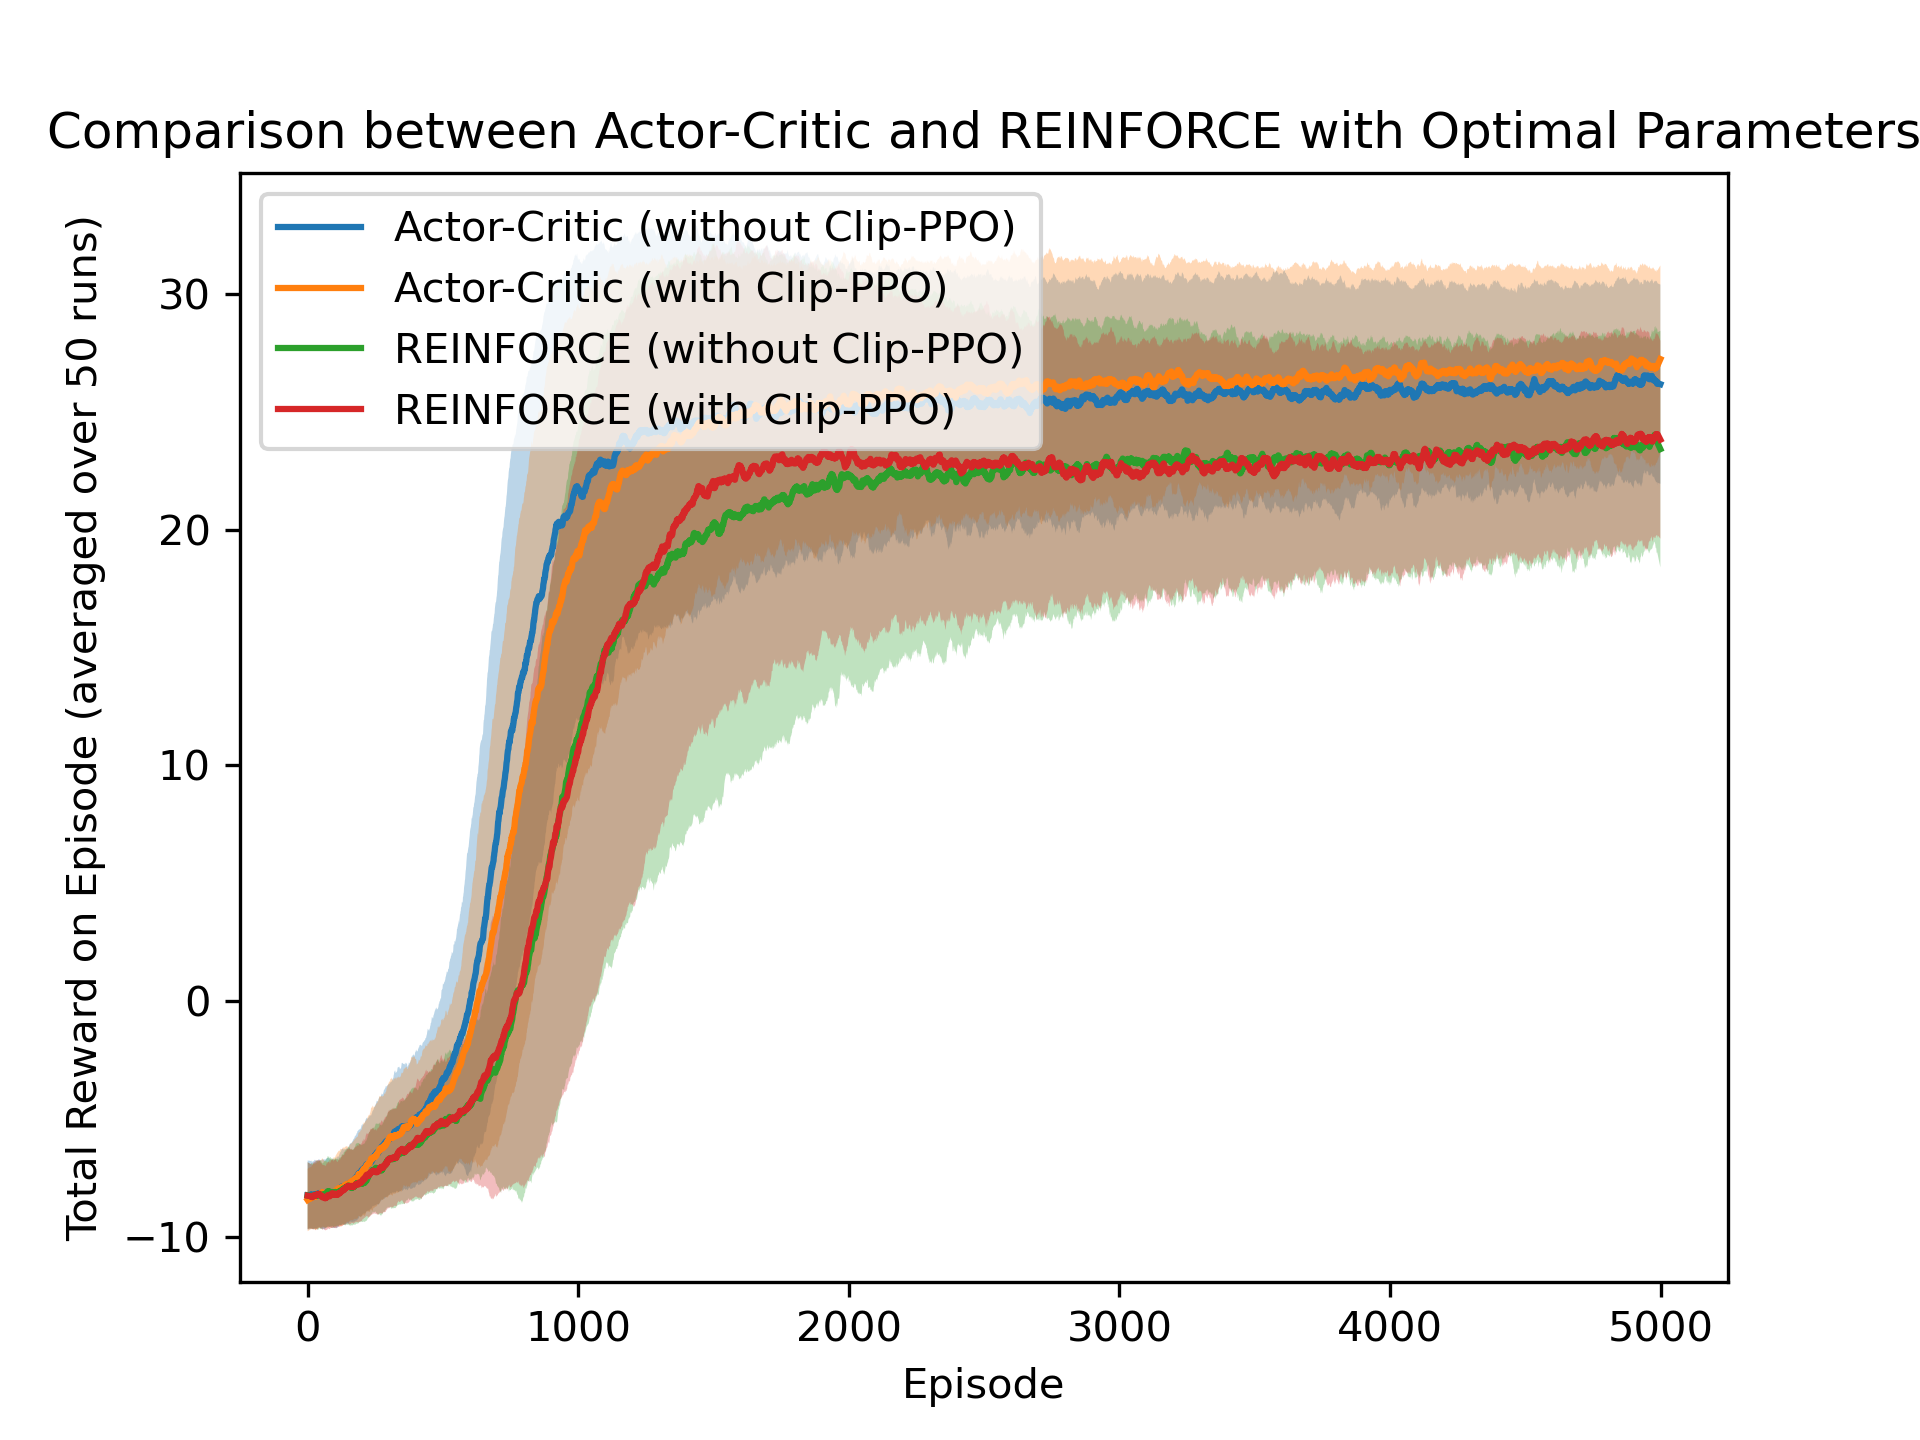 Comparison between Actor-Critic and REINFORCE with Optimal Parameters
Actor-Critic (without Clip-PPO)
Actor-Critic (with Clip-PPO)
REINFORCE (without Clip-PPO)
REINFORCE (with Clip-PPO)
Total Reward on Episode (averaged over 50 runs)
30
20
10
0
−10
0 1000 2000 3000 4000 5000
Episode